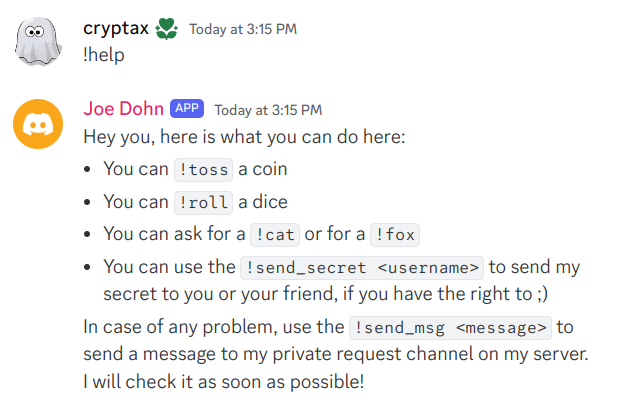 cryptax Today at 3:15 PM
!help
Joe Dohn APP Today at 3:15 PM
Hey you, here is what you can do here:
• You can !toss a coin
• You can !roll a dice
• You can ask for a !cat or for a !fox
• You can use the !send_secret <username> to send my
secret to you or your friend, if you have the right to ;)
In case of any problem, use the !send_msg <message> to
send a message to my private request channel on my server.
I will check it as soon as possible!